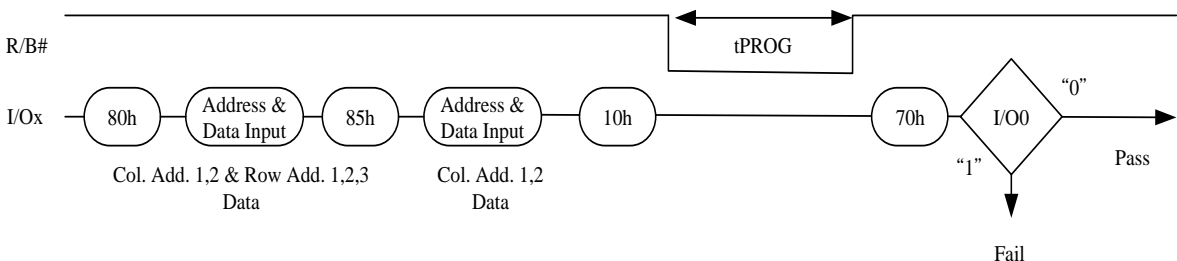 R/B#
tPROG
I/Ox
80h
Address &
Data Input
85h
Address &
Data Input
10h
70h
I/O0
“0”
“1”
Pass
Col. Add. 1,2 & Row Add. 1,2,3
Data
Col. Add. 1,2
Data
Fail